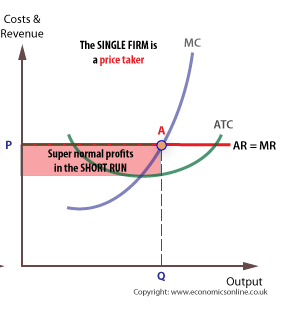 Costs &
Revenue
The SINGLE FIRM is
a price taker
MC
A
ATC
P
AR = MR
Super normal profits
in the SHORT RUN
Q
Output
Copyright: www.economicsonline.co.uk